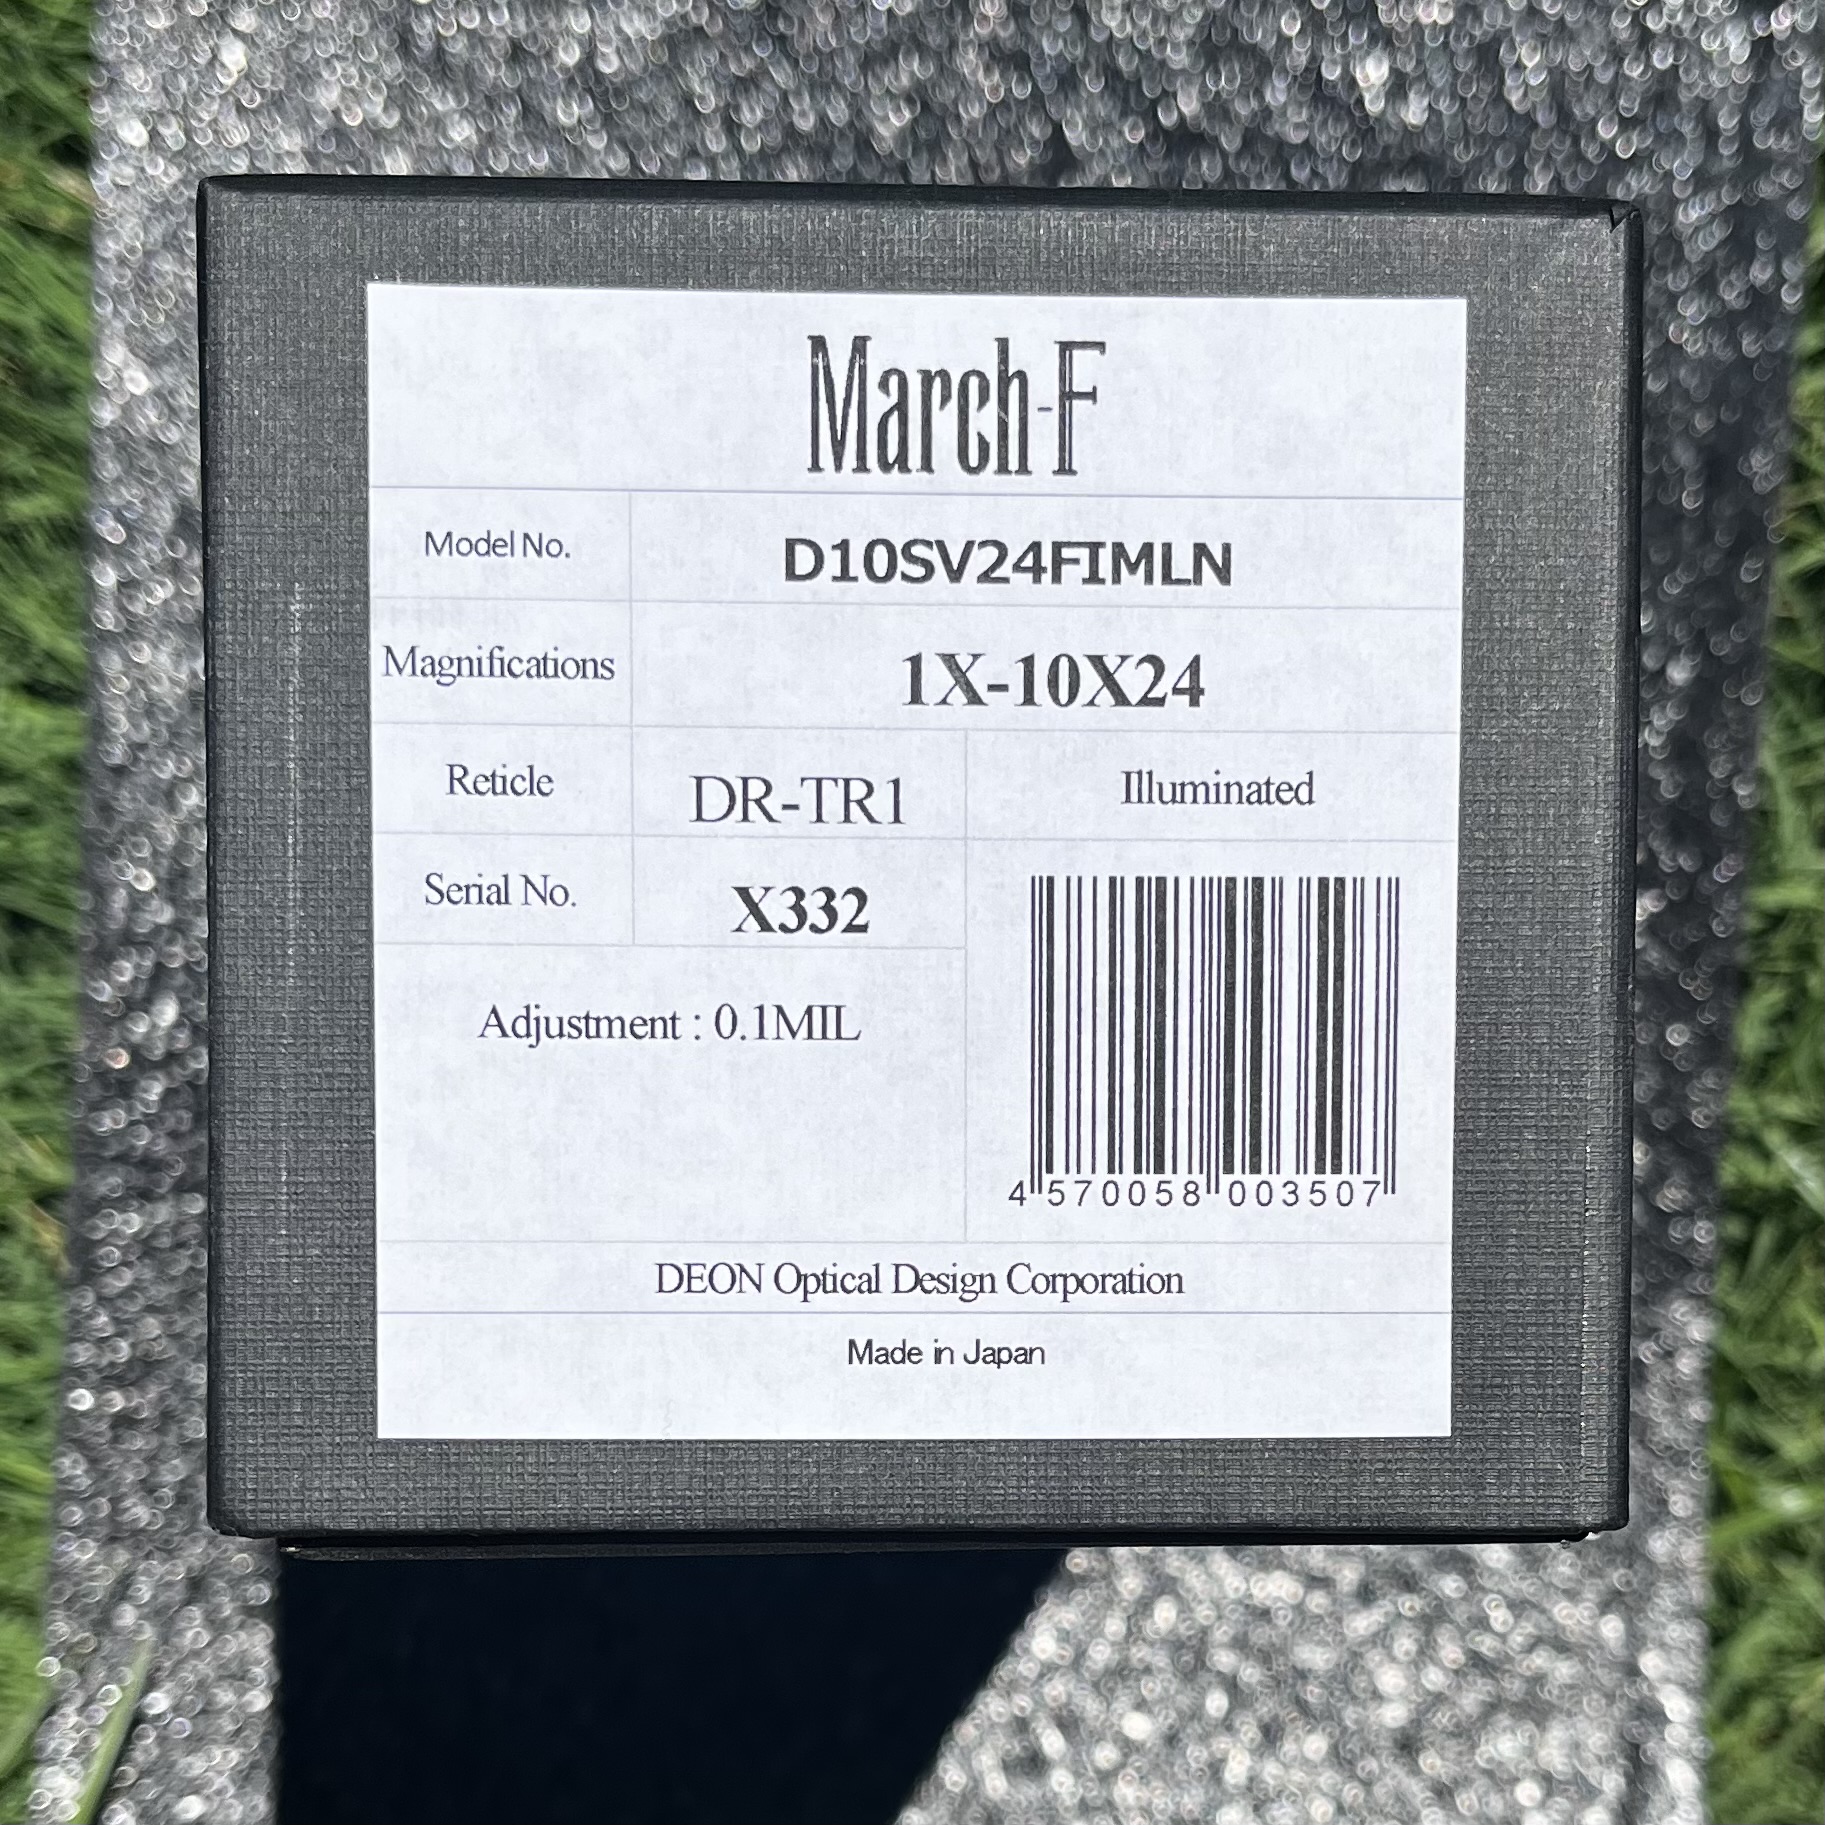 March-F
Model No. D10SV24FIMLN
Magnifications 1X-10X24
Reticle DR-TR1 Illuminated
Serial No. X332
Adjustment : 0.1MIL
4 570058 003507
DEON Optical Design Corporation
Made in Japan